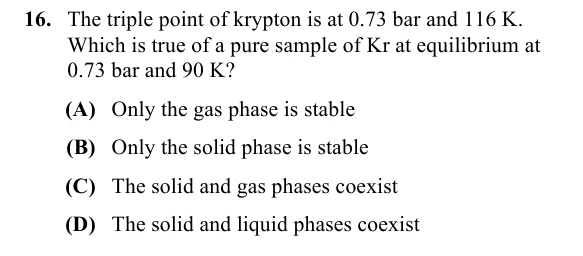 16. The triple point of krypton is at 0.73 bar and 116 K.
Which is true of a pure sample of Kr at equilibrium at
0.73 bar and 90 K?
(A) Only the gas phase is stable
(B) Only the solid phase is stable
(C) The solid and gas phases coexist
(D) The solid and liquid phases coexist